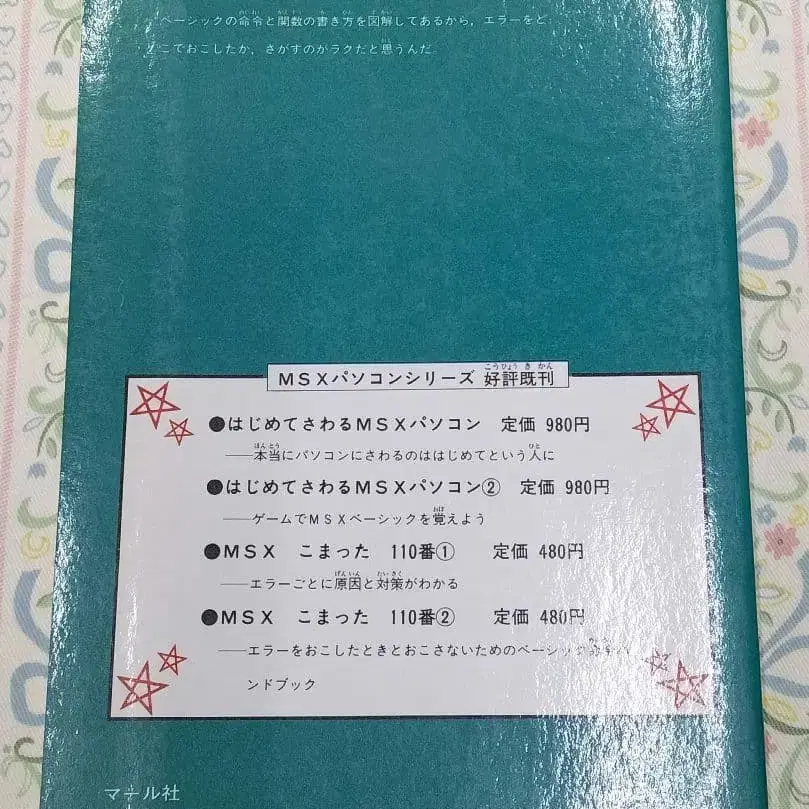 ベーシックの命令と関数の書き方を図解してあるから，エラーをど
こでおこしたか、さがすのがラクだと思うんだ。
MSXパソコンシリーズ 好評既刊
●はじめてさわるMSXパソコン 定価 980円
——本当にパソコンにさわるのははじめてという人に
●はじめてさわるMSXパソコン② 定価 980円
——ゲームでMSXベーシックを覚えよう
●MSX こまった 110番① 定価 480円
——エラーごとに原因と対策がわかる
●MSX こまった 110番② 定価 480円
——エラーをおこしたときとおこさないためのベーシック
ンドブック
マール社